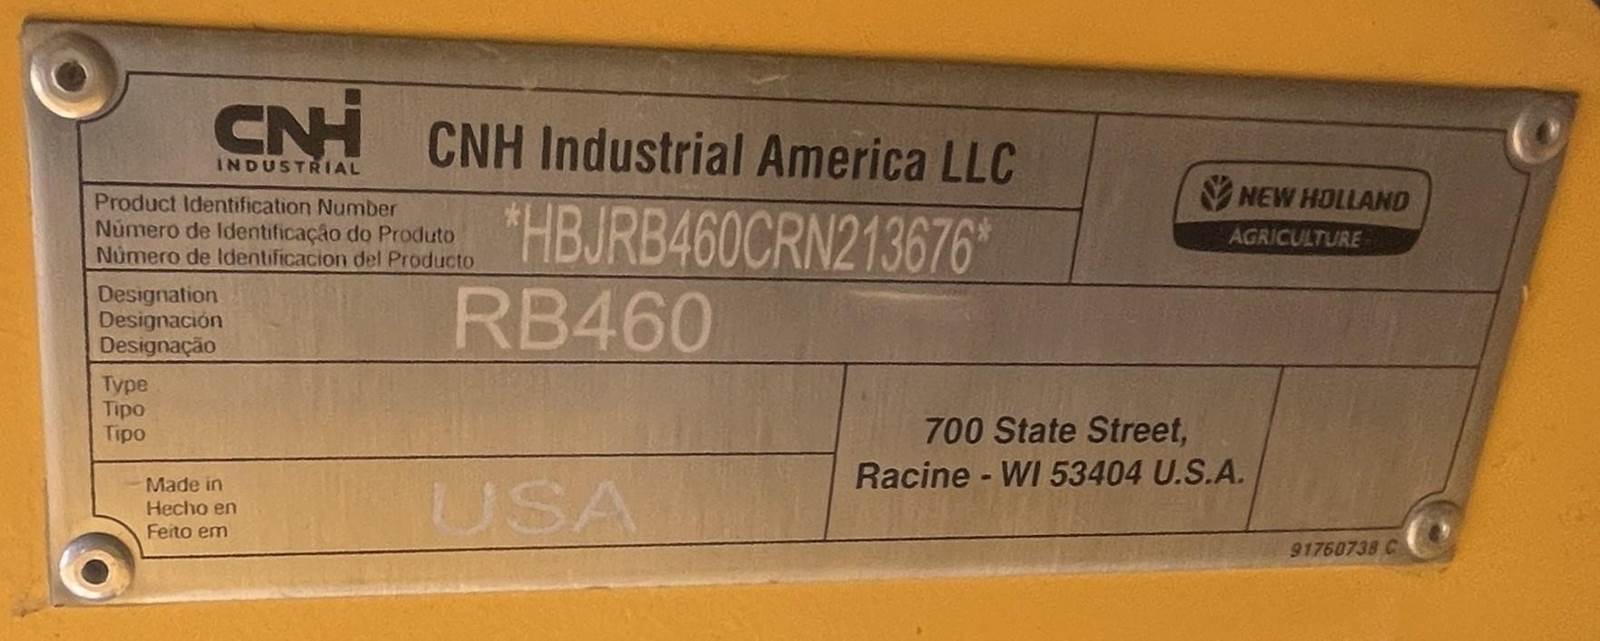 CNH
INDUSTRIAL
CNH Industrial America LLC
NEW HOLLAND
AGRICULTURE
Product Identification Number
Número de Identificação do Produto
Número de Identificacion del Producto
*HBJRB460CRN213676*
Designation
Designación
Designação
RB460
Type
Tipo
Tipo
Made in
Hecho en
Feito em
USA
700 State Street,
Racine - WI 53404 U.S.A.
91760738 C